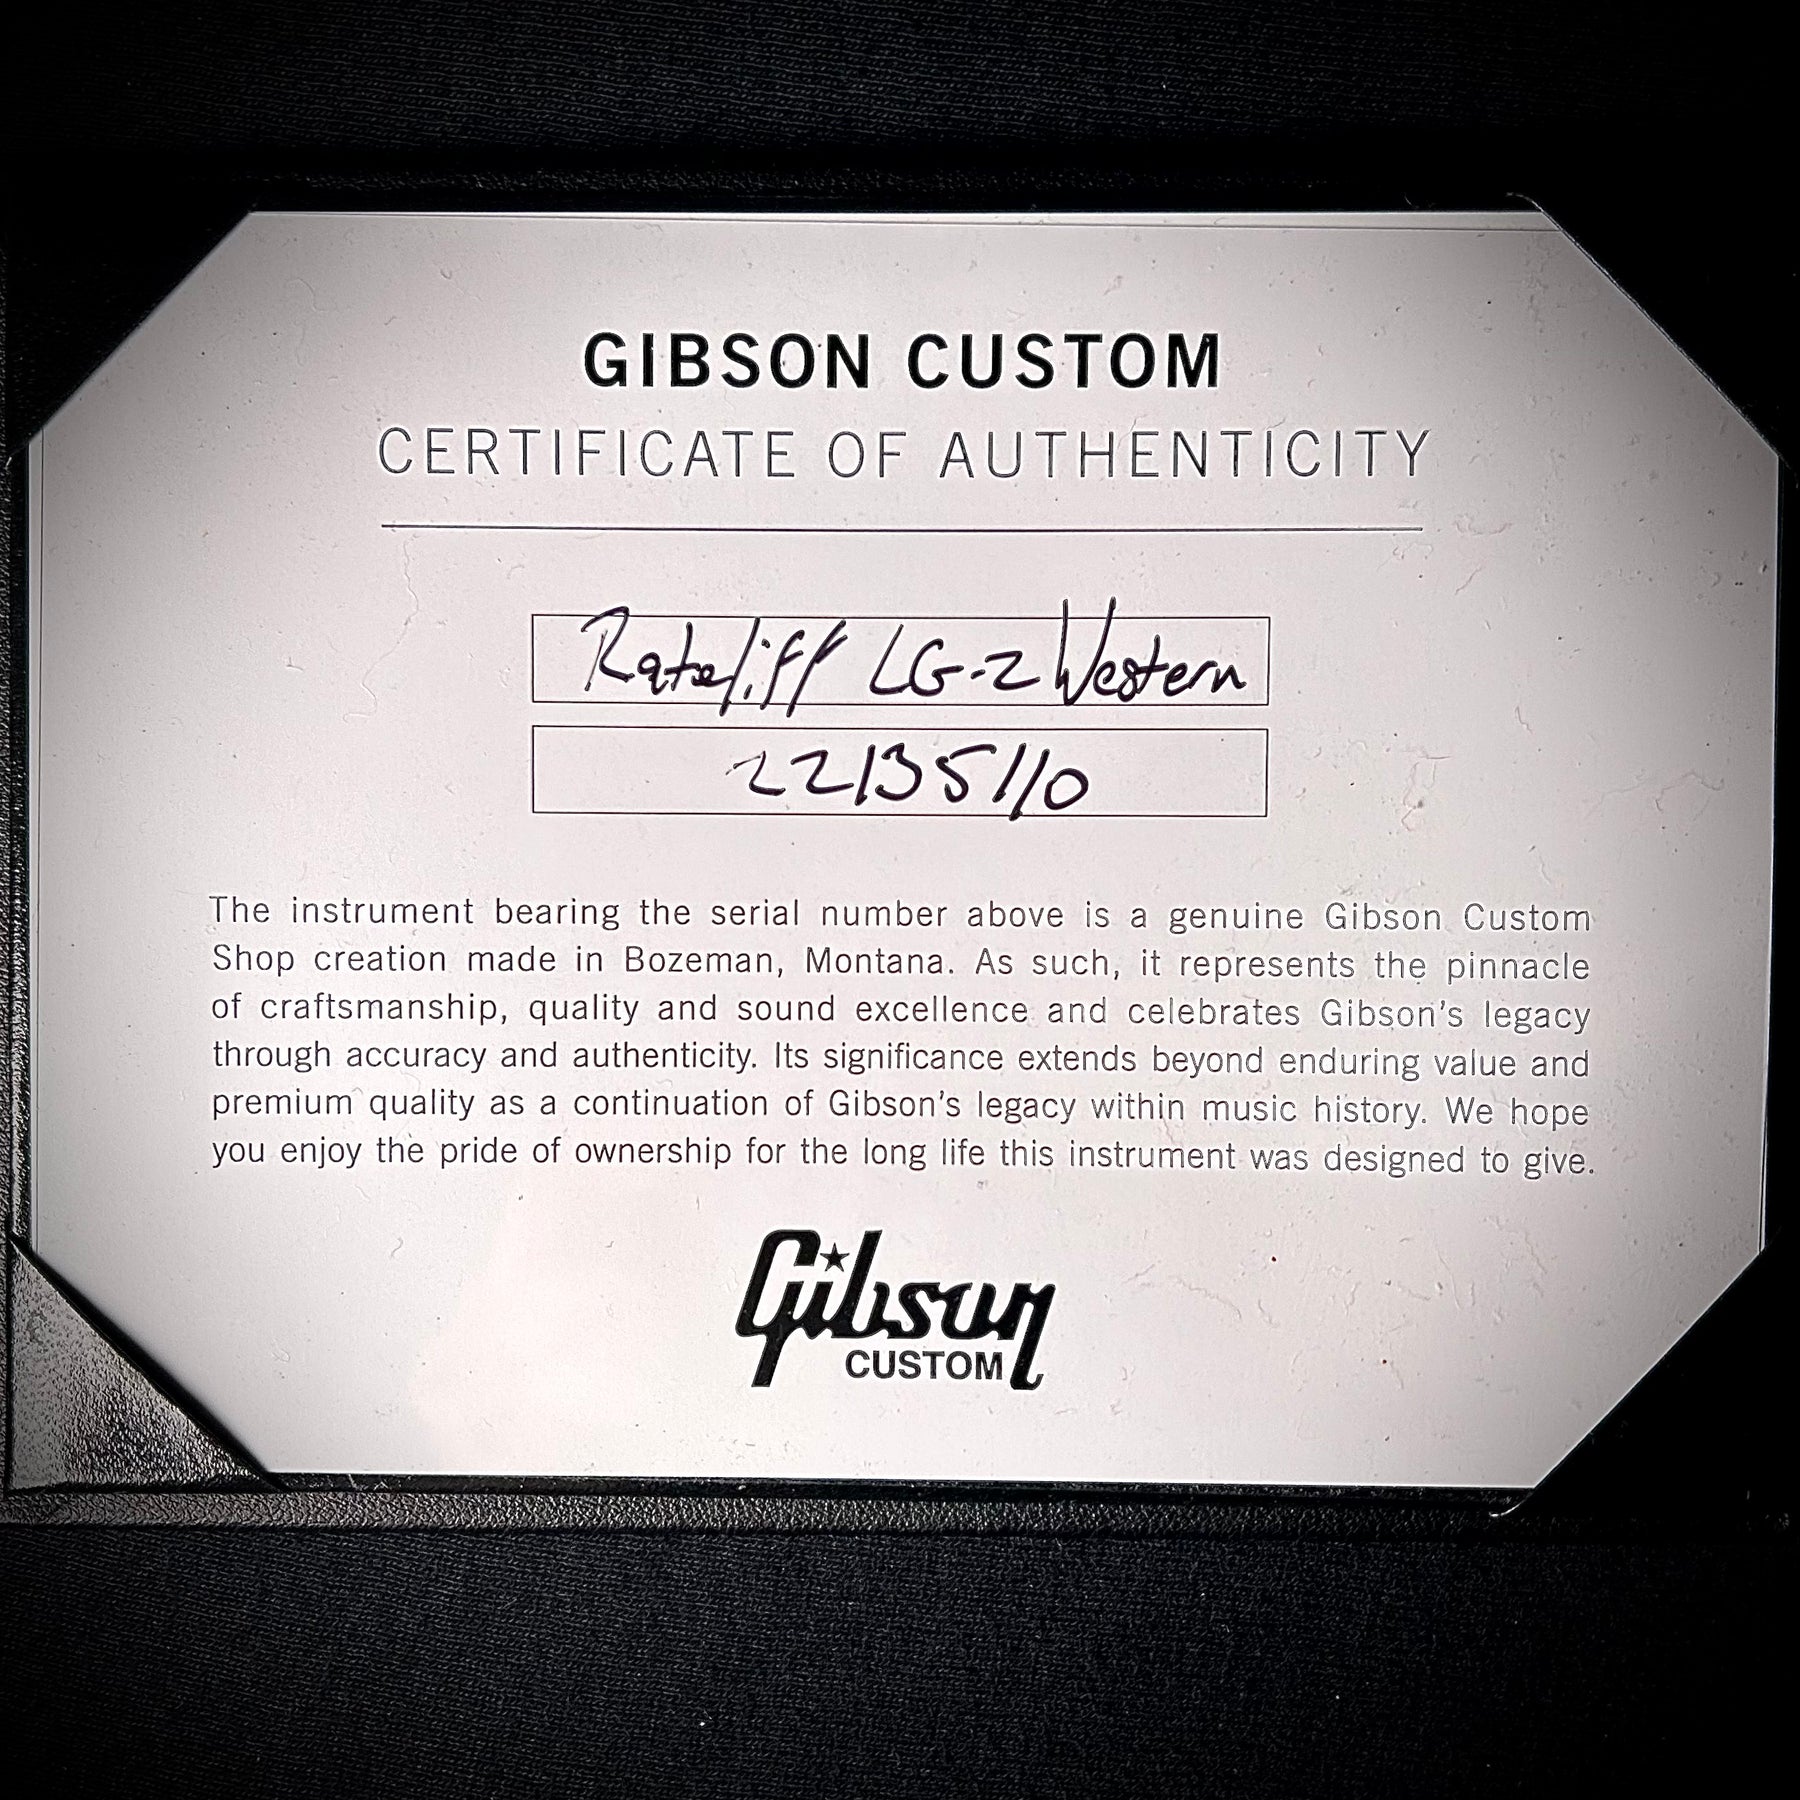 GIBSON CUSTOM
CERTIFICATE OF AUTHENTICITY
Rateliff LG-2 Western
22135110
The instrument bearing the serial number above is a genuine Gibson Custom
Shop creation made in Bozeman, Montana. As such, it represents the pinnacle
of craftsmanship, quality and sound excellence and celebrates Gibson's legacy
through accuracy and authenticity. Its significance extends beyond enduring value and
premium quality as a continuation of Gibson's legacy within music history. We hope
you enjoy the pride of ownership for the long life this instrument was designed to give.
Gibson
CUSTOM